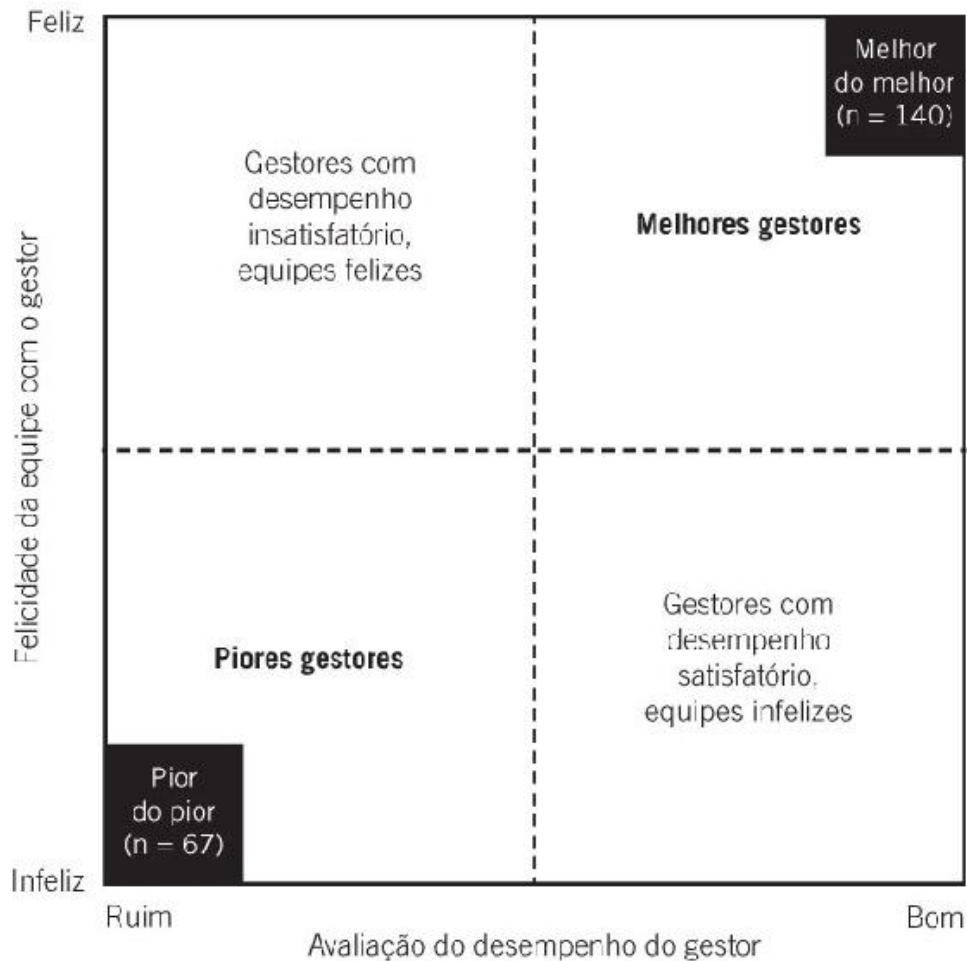 Feliz
Melhor
do melhor
(n = 140)
Gestores com
desempenho
insatisfatório,
equipes felizes
Melhores gestores
Felicidade da equipe com o gestor
Piores gestores
Gestores com
desempenho
satisfatório,
equipes infelizes
Pior
do pior
(n = 67)
Infeliz
Ruim
Bom
Avaliação do desempenho do gestor